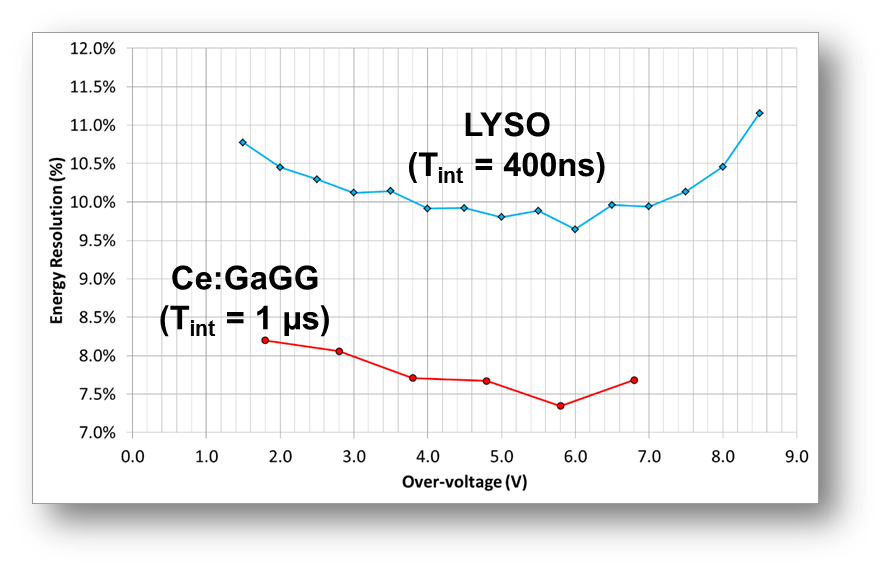 12.0%
11.5%
11.0%
10.5%
10.0%
9.5%
9.0%
8.5%
8.0%
7.5%
7.0%
Energy Resolution (%)
LYSO
(Tint = 400ns)
Ce:GaGG
(Tint = 1 µs)
0.0 1.0 2.0 3.0 4.0 5.0 6.0 7.0 8.0 9.0
Over-voltage (V)